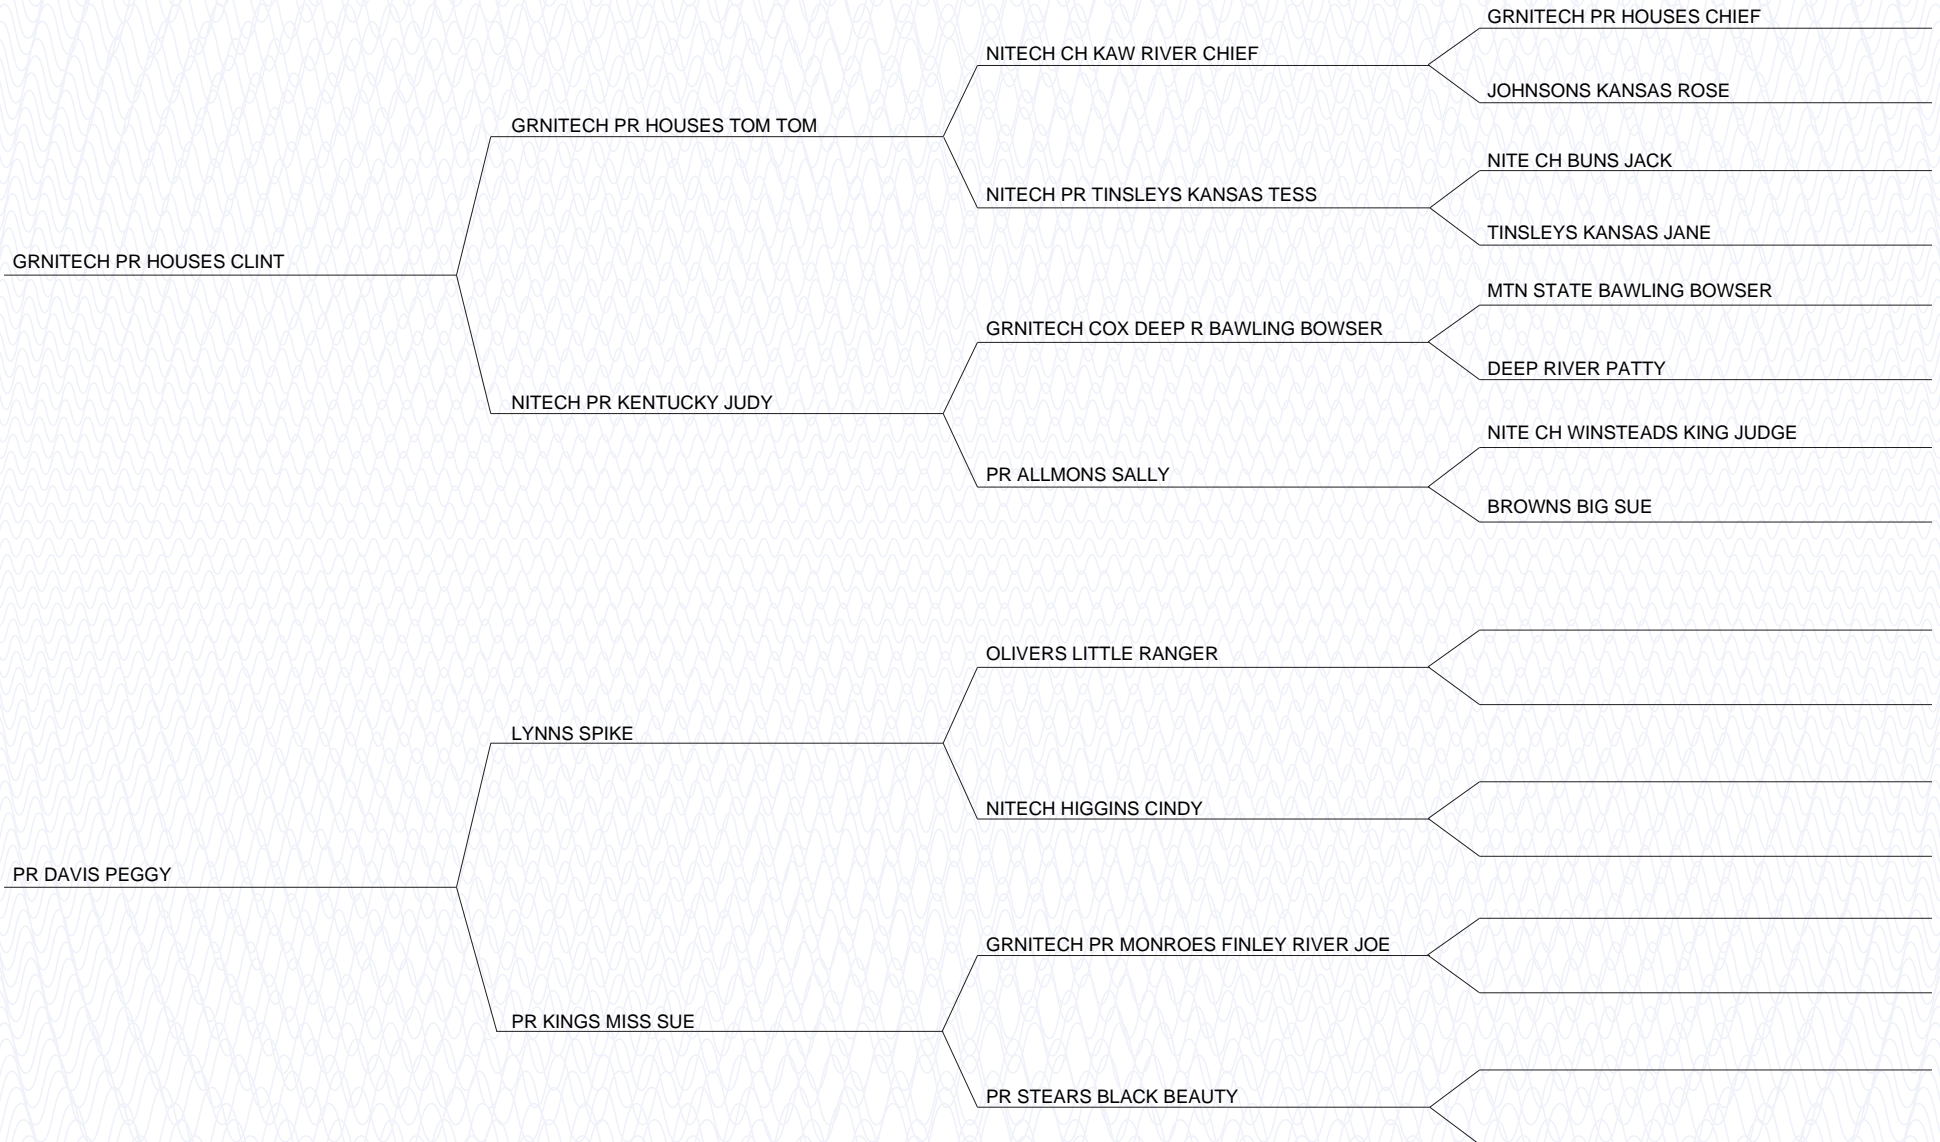 GRNITECH PR HOUSES CHIEF
NITECH CH KAW RIVER CHIEF
JOHNSONS KANSAS ROSE
GRNITECH PR HOUSES TOM TOM
NITE CH BUNS JACK
NITECH PR TINSLEYS KANSAS TESS
TINSLEYS KANSAS JANE
GRNITECH PR HOUSES CLINT
MTN STATE BAWLING BOWSER
GRNITECH COX DEEP R BAWLING BOWSER
DEEP RIVER PATTY
NITECH PR KENTUCKY JUDY
NITE CH WINSTEADS KING JUDGE
PR ALLMONS SALLY
BROWNS BIG SUE
OLIVERS LITTLE RANGER
LYNNS SPIKE
NITECH HIGGINS CINDY
PR DAVIS PEGGY
GRNITECH PR MONROES FINLEY RIVER JOE
PR KINGS MISS SUE
PR STEARS BLACK BEAUTY